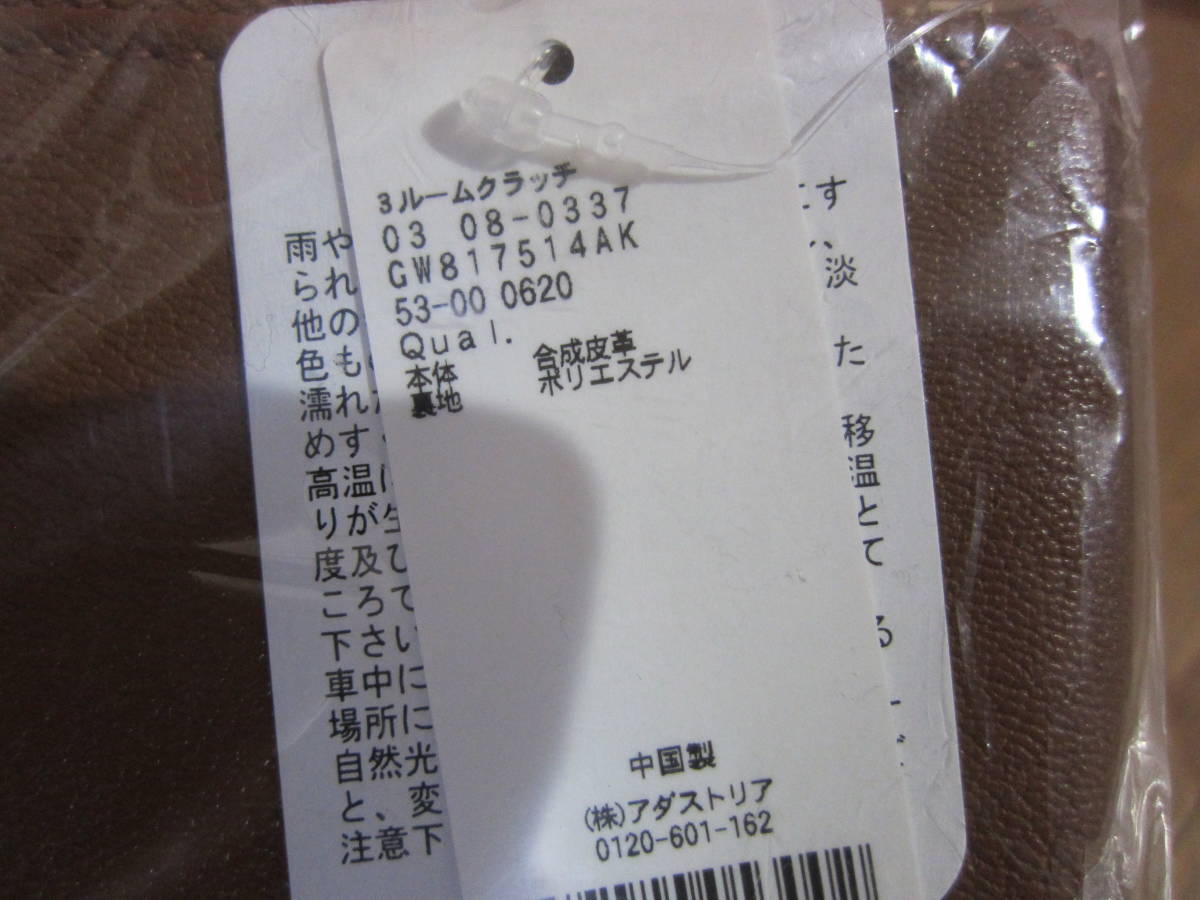 3ルームクラッチ
03 08-0337
GW817514AK
53-00 0620
Qual.
本体 合成皮革
裏地 ポリエステル
中国製
(株)アダストリア
0120-601-162
雨や
られ
他の
色も
濡れ
めす
高温に
りが生
度及び
ころて
下さい
車中に
場所に
自然光
と、変
注意下
す
淡
た
移
温
とて
る